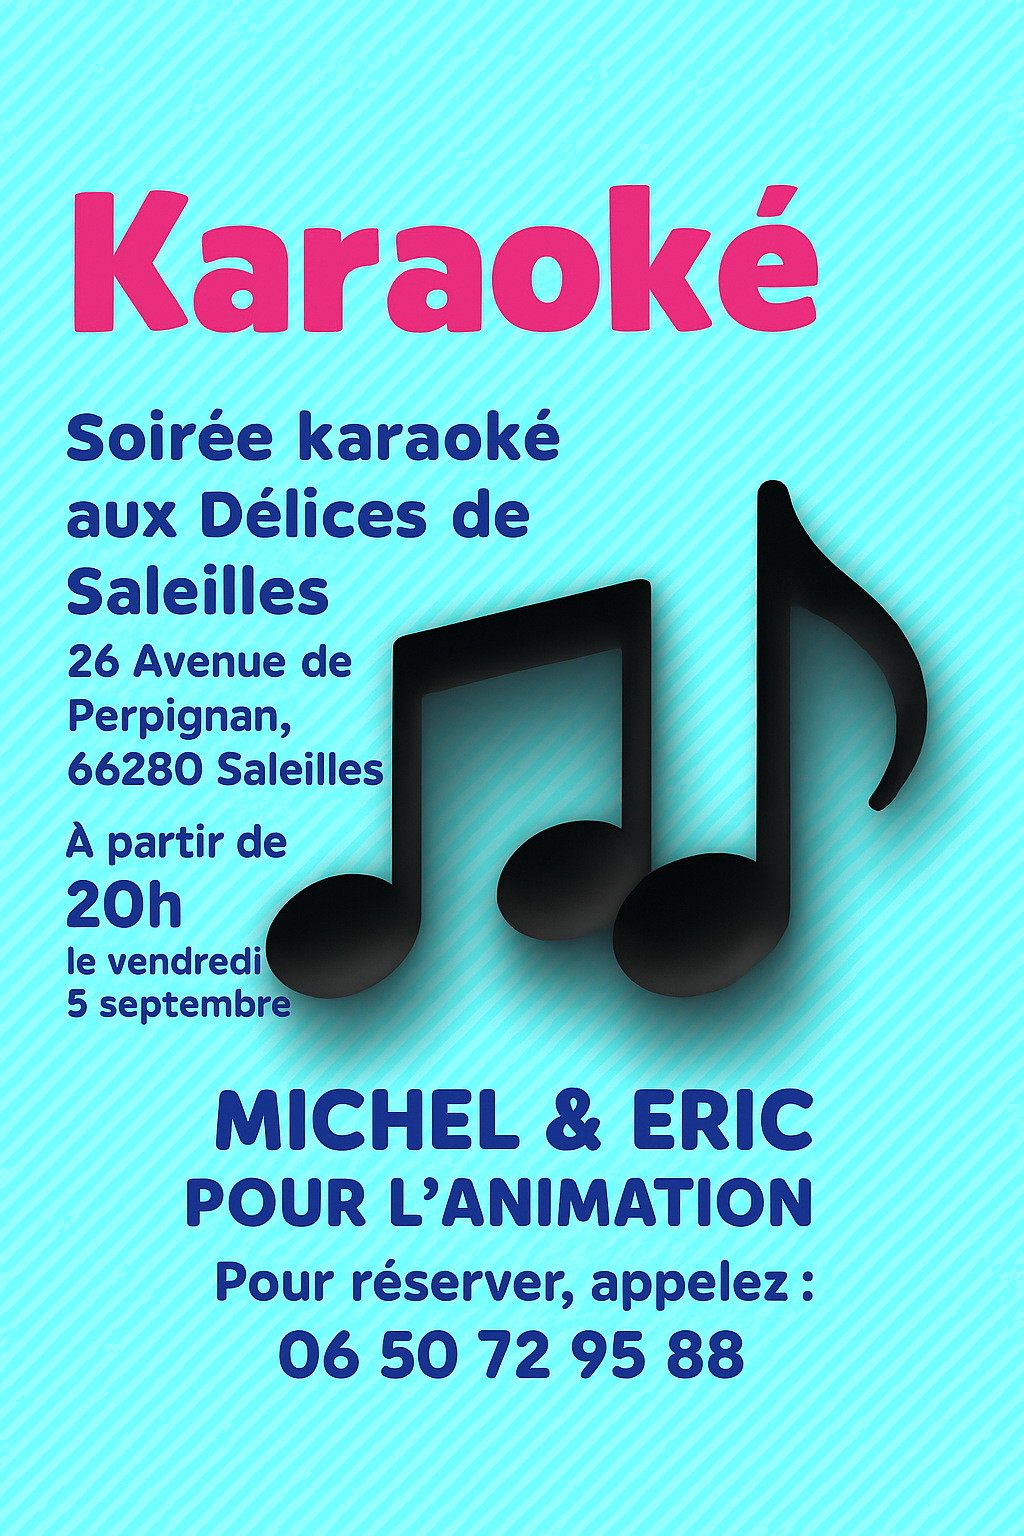 Karaoké
Soirée karaoké
aux Délices de
Saleilles
26 Avenue de
Perpignan,
66280 Saleilles
À partir de
20h
le vendredi
5 septembre
MICHEL & ERIC
POUR L’ANIMATION
Pour réserver, appelez :
06 50 72 95 88